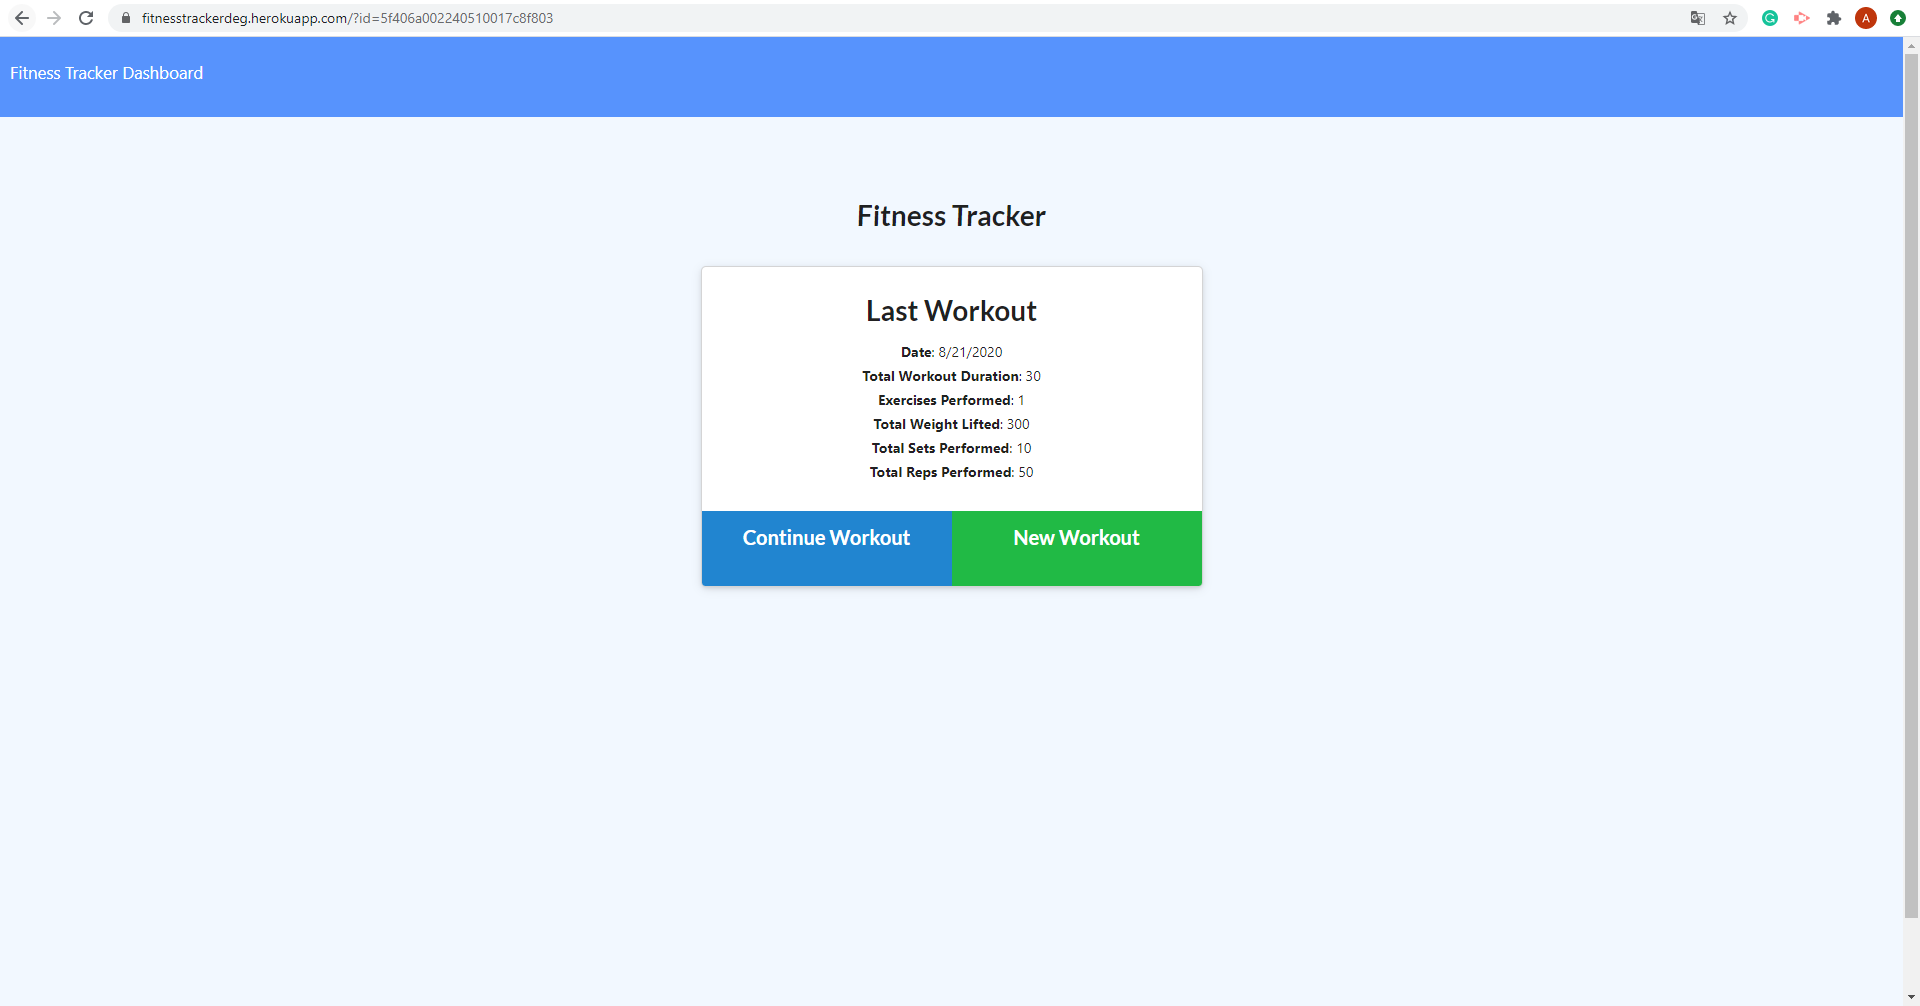 fitnesstrackerdeg.herokuapp.com/?id=5f406a002240510017c8f803
A
Fitness Tracker Dashboard
Fitness Tracker
Last Workout
Date: 8/21/2020
Total Workout Duration: 30
Exercises Performed: 1
Total Weight Lifted: 300
Total Sets Performed: 10
Total Reps Performed: 50
Continue Workout New Workout